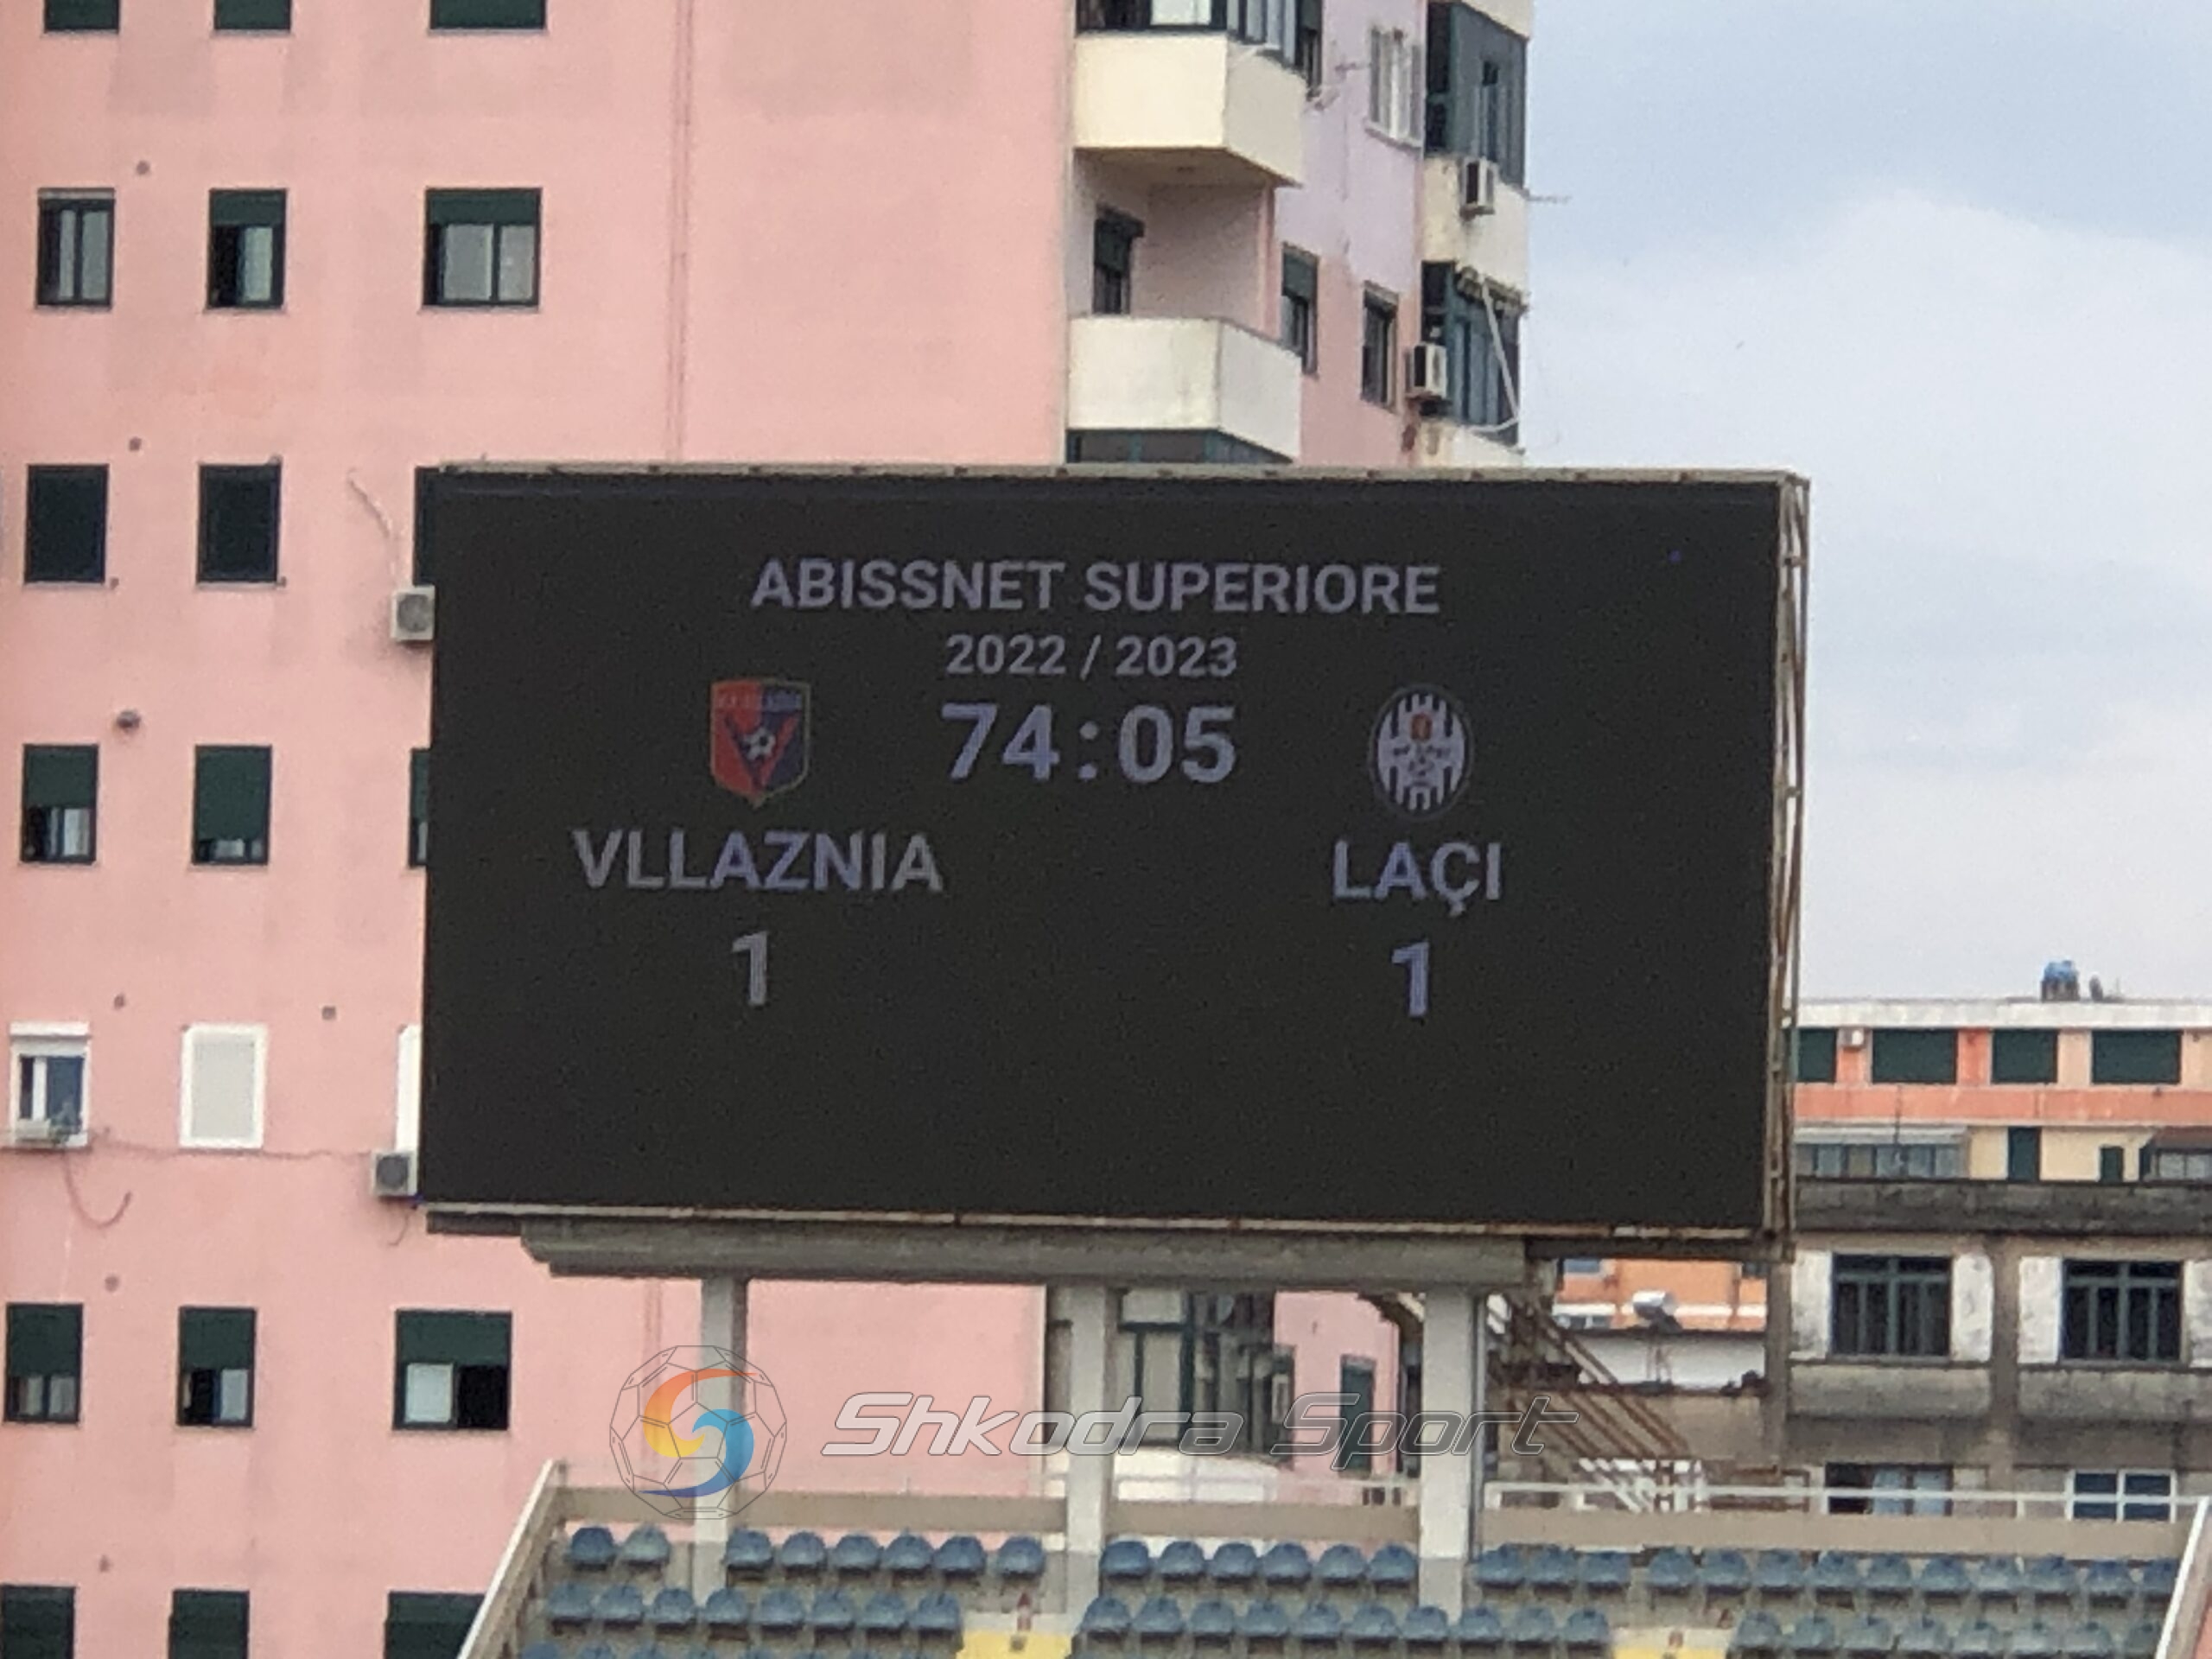 ABISSNET SUPERIORE
2022 / 2023
74:05
VLLAZNIA
LAÇI
1
1
Shkodra Sport